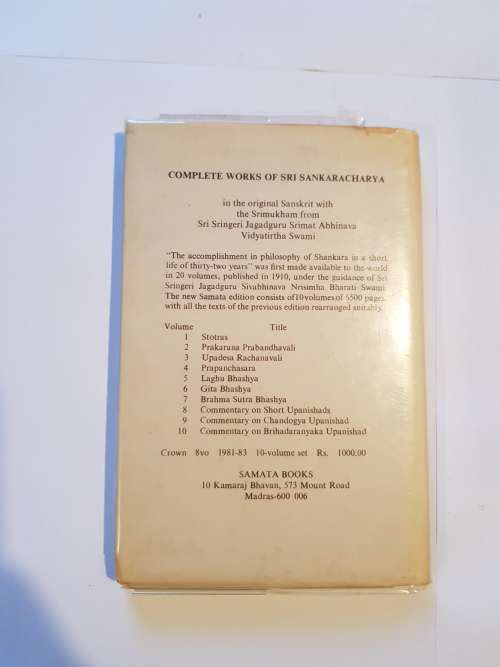 COMPLETE WORKS OF SRI SANKARACHARYA
in the original Sanskrit with
the Srimukham from
Sri Sringeri Jagadguru Srimat Abhinava
Vidyatirtha Swami
"The accomplishment in philosophy of Shankara in a short
life of thirty-two years" was first made available to the world
in 20 volumes, published in 1910, under the guidance of Sri
Sringeri Jagadguru Sivabhinava Nrisimha Bharati Swami.
The new Samata edition consists of 10 volumes of 5500 pages,
with all the texts of the previous edition rearranged suitably.
Volume Title
1 Stotras
2 Prakarana Prabandhavali
3 Upadesa Rachanavali
4 Prapanchasara
5 Laghu Bhashya
6 Gita Bhashya
7 Brahma Sutra Bhashya
8 Commentary on Short Upanishads
9 Commentary on Chandogya Upanishad
10 Commentary on Brihadaranyaka Upanishad
Crown 8vo 1981-83 10-volume set Rs. 1000.00
SAMATA BOOKS
10 Kamaraj Bhavan, 573 Mount Road
Madras-600 006